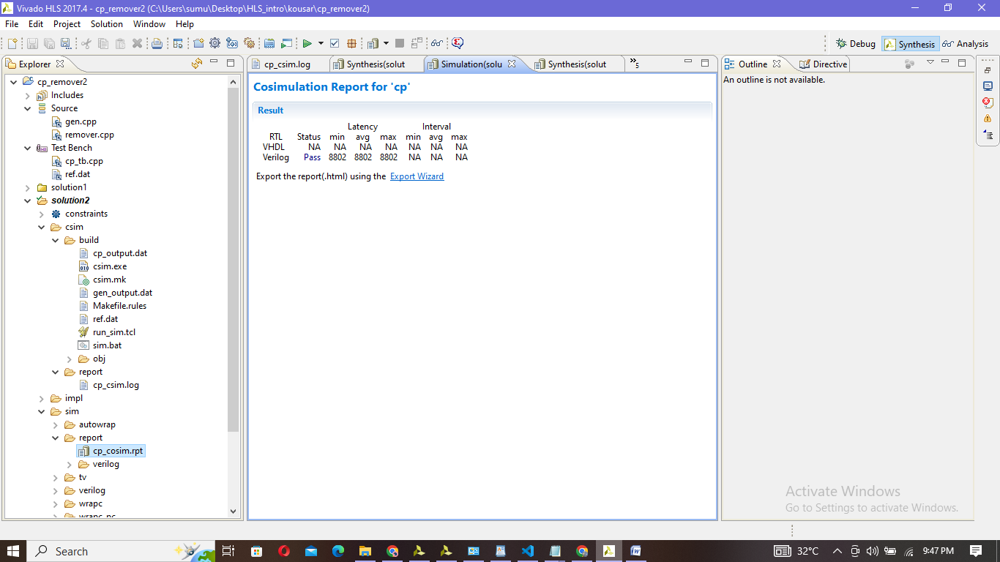 Vivado HLS 2017.4 - cp_remover2 (C:\Users\sumu\Desktop\HLS_intro\kousar\cp_remover2)
File Edit Project Solution Window Help
Debug Synthesis Analysis
Explorer
cp_remover2
Includes
Source
gen.cpp
remover.cpp
Test Bench
cp_tb.cpp
ref.dat
solution1
solution2
constraints
csim
build
cp_output.dat
csim.exe
csim.mk
gen_output.dat
Makefile.rules
ref.dat
run_sim.tcl
sim.bat
obj
report
cp_csim.log
impl
sim
autowrap
report
cp_cosim.rpt
verilog
tv
verilog
wrapc
wrapc_pc
cp_csim.log Synthesis(solut Simulation(solu Synthesis(solut »5
Cosimulation Report for 'cp'
Result
Latency Interval
RTL Status min avg max min avg max
VHDL NA NA NA NA NA NA NA
Verilog Pass 8802 8802 8802 NA NA NA
Export the report(.html) using the Export Wizard
Outline Directive
An outline is not available.
Activate Windows
Go to Settings to activate Windows.
Search
32°C
9:47 PM